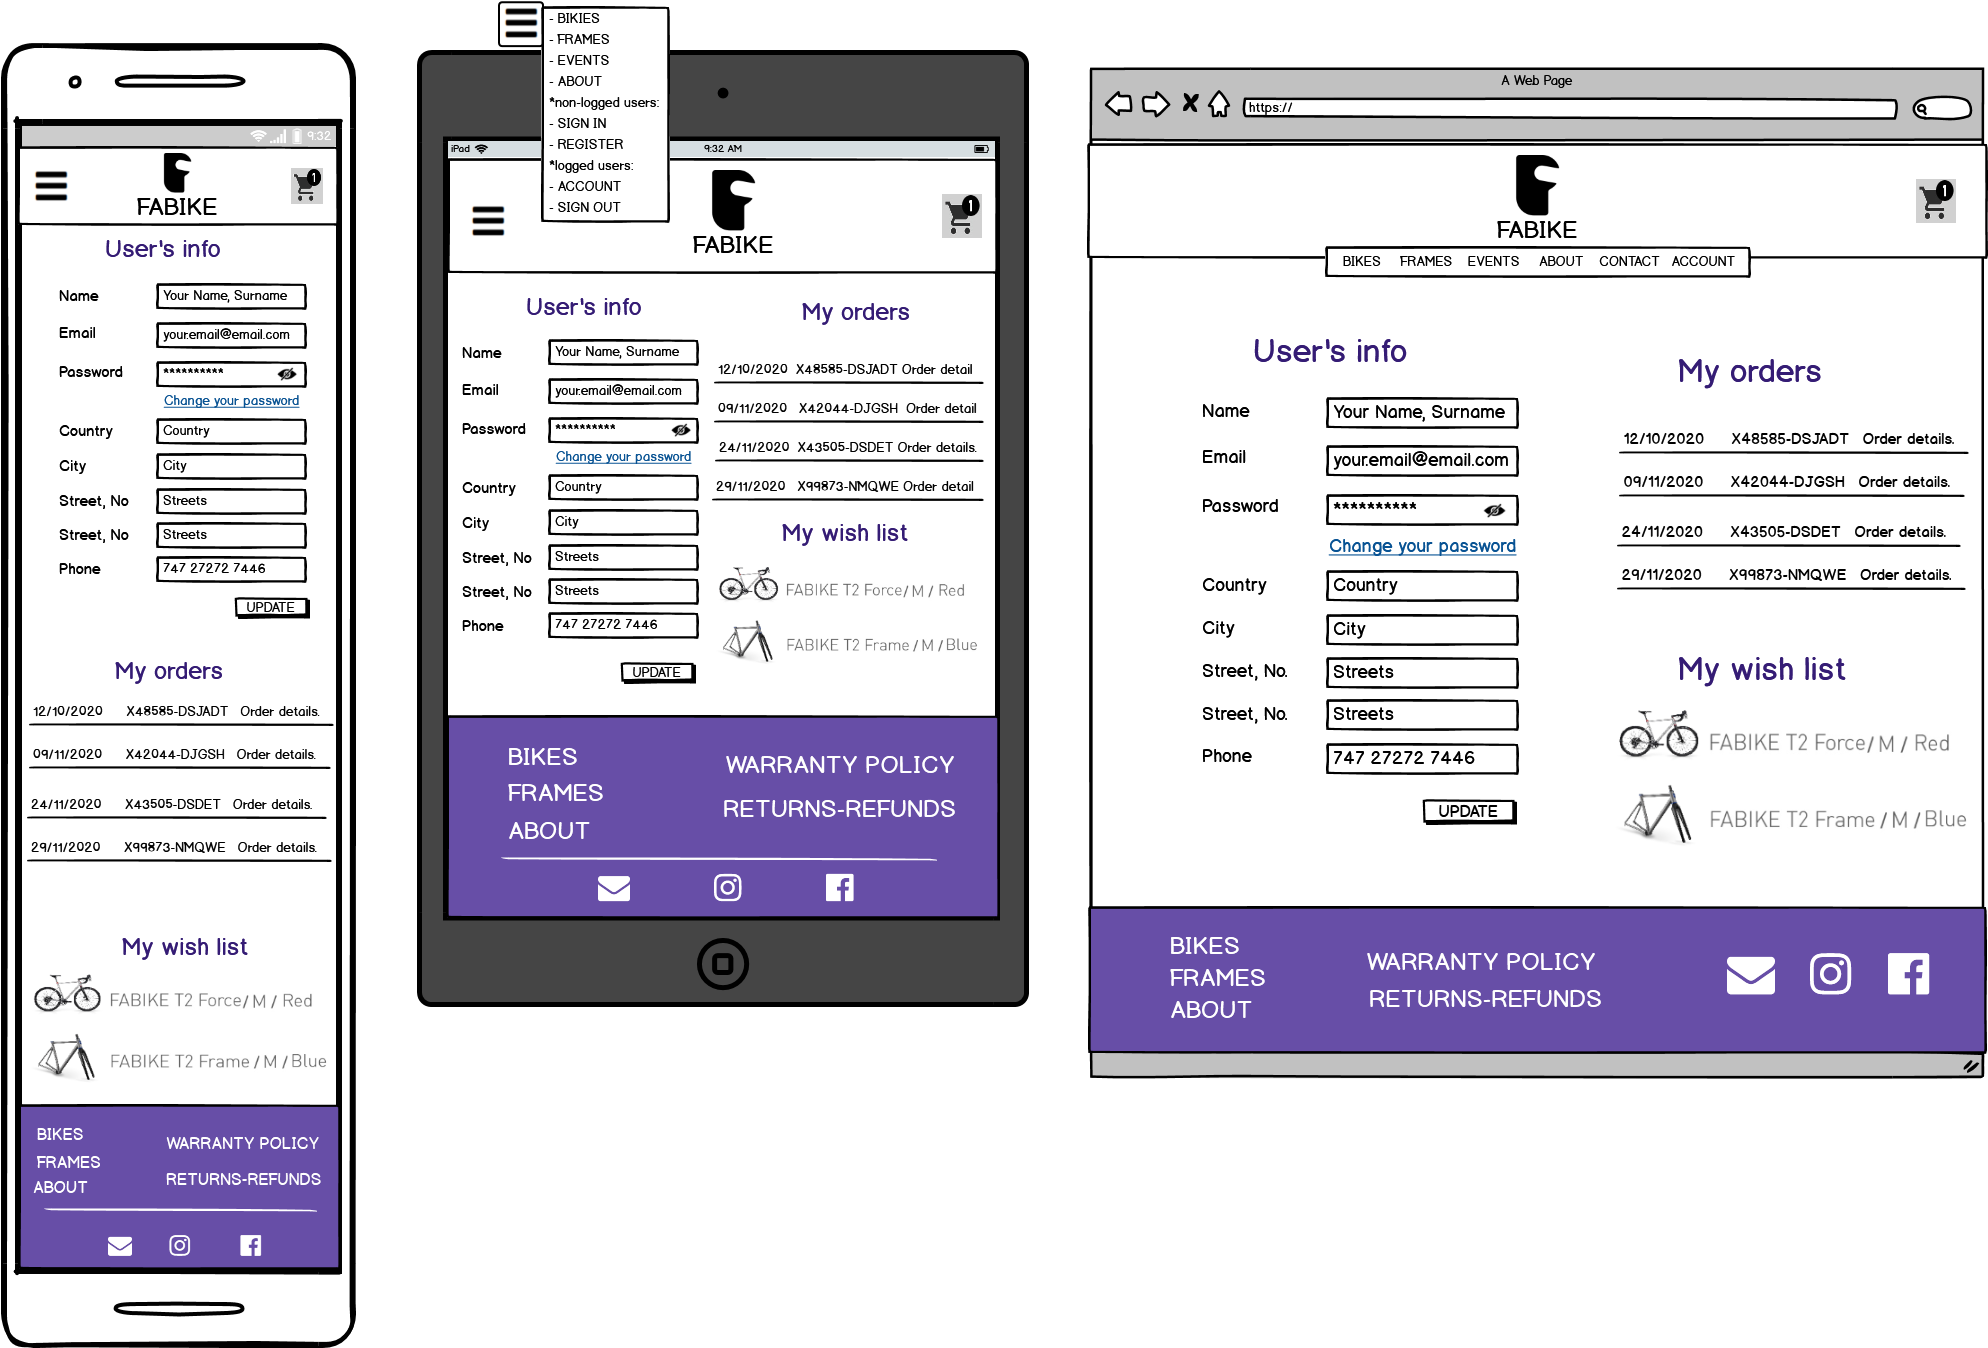 9:32
1
FABIKE
User's info
Name Your Name, Surname
Email your.email@email.com
Password **********
Change your password
Country Country
City City
Street, No Streets
Street, No Streets
Phone 747 27272 7446
UPDATE
My orders
12/10/2020 X48585-DSJADT Order details.
09/11/2020 X42044-DJGSH Order details.
24/11/2020 X43505-DSDET Order details.
29/11/2020 X99873-NMQWE Order details.
My wish list
FABIKE T2 Force/ M / Red
FABIKE T2 Frame / M / Blue
BIKES
FRAMES
ABOUT
WARRANTY POLICY
RETURNS-REFUNDS
- BIKIES
- FRAMES
- EVENTS
- ABOUT
*non-logged users:
- SIGN IN
- REGISTER
*logged users:
- ACCOUNT
- SIGN OUT
iPad 9:32 AM
1
FABIKE
User's info
Name Your Name, Surname
Email your.email@email.com
Password **********
Change your password
Country Country
City City
Street, No Streets
Street, No Streets
Phone 747 27272 7446
UPDATE
My orders
12/10/2020 X48585-DSJADT Order detail
09/11/2020 X42044-DJGSH Order detail
24/11/2020 X43505-DSDET Order details.
29/11/2020 X99873-NMQWE Order detail
My wish list
FABIKE T2 Force/ M / Red
FABIKE T2 Frame / M / Blue
BIKES
FRAMES
ABOUT
WARRANTY POLICY
RETURNS-REFUNDS
A Web Page
https://
1
FABIKE
BIKES FRAMES EVENTS ABOUT CONTACT ACCOUNT
User's info
Name Your Name, Surname
Email your.email@email.com
Password **********
Change your password
Country Country
City City
Street, No. Streets
Street, No. Streets
Phone 747 27272 7446
UPDATE
My orders
12/10/2020 X48585-DSJADT Order details.
09/11/2020 X42044-DJGSH Order details.
24/11/2020 X43505-DSDET Order details.
29/11/2020 X99873-NMQWE Order details.
My wish list
FABIKE T2 Force/ M / Red
FABIKE T2 Frame / M / Blue
BIKES
FRAMES
ABOUT
WARRANTY POLICY
RETURNS-REFUNDS